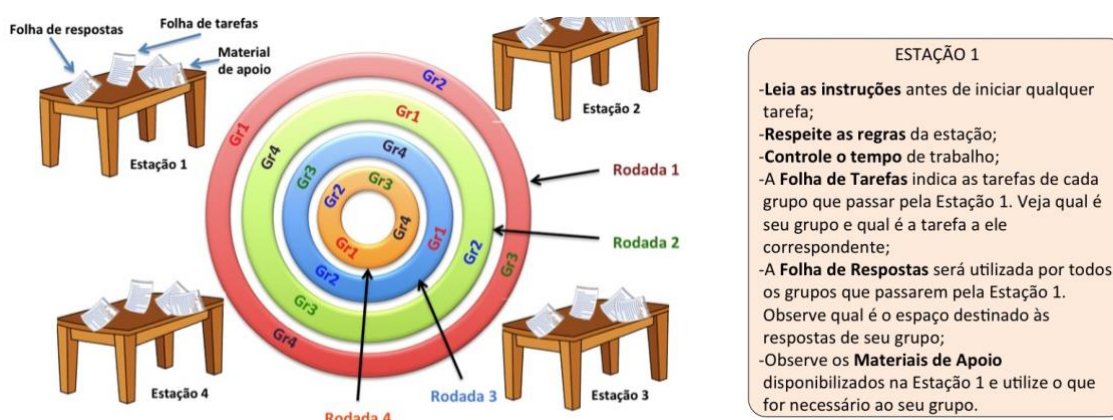 Folha de respostas
Folha de tarefas
Material
de apoio
Estação 1
Estação 2
Gr2
Gr1
Gr1
Gr4
Gr4
Gr3
Gr3
Gr2
Gr4
Gr1
Gr1
Gr2
Gr2
Gr3
Gr3
Gr4
Rodada 1
Rodada 2
Estação 4
Rodada 3
Estação 3
Rodada 4
ESTAÇÃO 1
-Leia as instruções antes de iniciar qualquer
tarefa;
-Respeite as regras da estação;
-Controle o tempo de trabalho;
-A Folha de Tarefas indica as tarefas de cada
grupo que passar pela Estação 1. Veja qual é
seu grupo e qual é a tarefa a ele
correspondente;
-A Folha de Respostas será utilizada por todos
os grupos que passarem pela Estação 1.
Observe qual é o espaço destinado às
respostas de seu grupo;
-Observe os Materiais de Apoio
disponibilizados na Estação 1 e utilize o que
for necessário ao seu grupo.